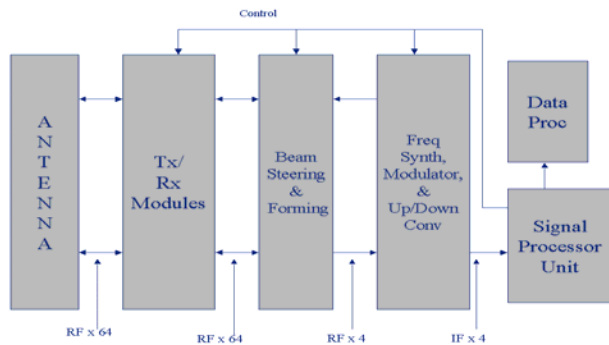 Control
A
N
T
E
N
N
A
Tx/
Rx
Modules
Beam
Steering
&
Forming
Freq
Synth,
Modulator,
&
Up/Down
Conv
Data
Proc
Signal
Processor
Unit
RF x 64
RF x 64
RF x 4
IF x 4